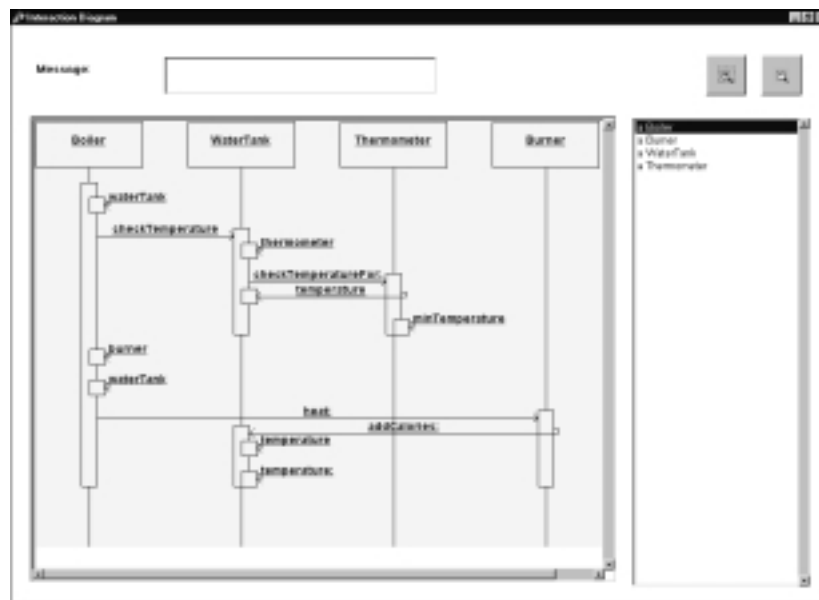 Interaction Diagram
Message:
Boiler WaterTank Thermometer Burner
waterTank
checkTemperature
thermometer
checkTemperatureFor:
temperature
minTemperature
burner
waterTank
heat:
addCalories:
temperature
temperature:
Boiler
Burner
WaterTank
Thermometer